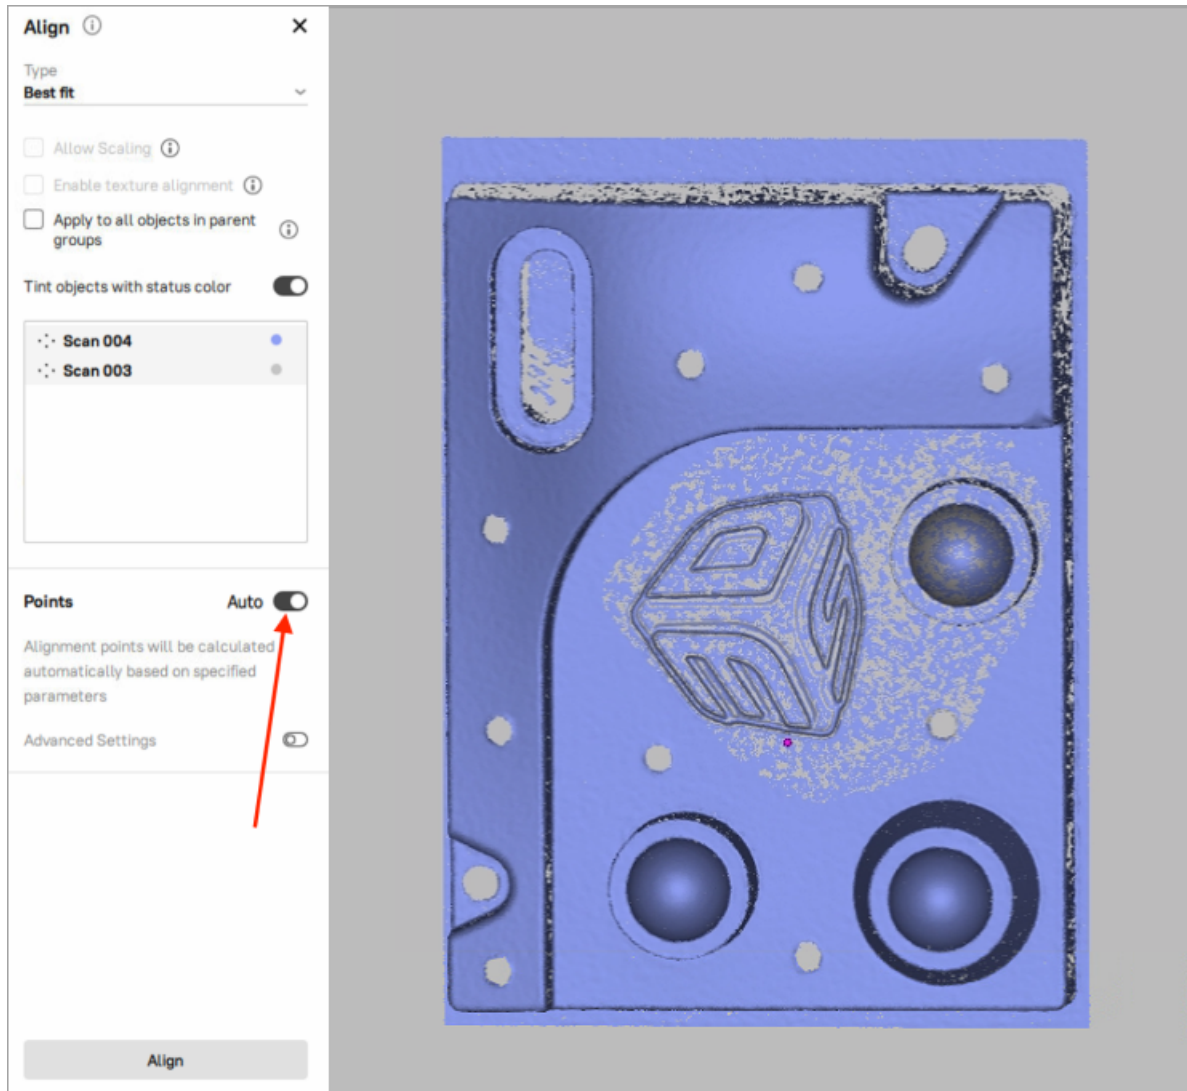 Align
Type
Best fit
Allow Scaling
Enable texture alignment
Apply to all objects in parent
groups
Tint objects with status color
Scan 004
Scan 003
Points Auto
Alignment points will be calculated
automatically based on specified
parameters
Advanced Settings
Align